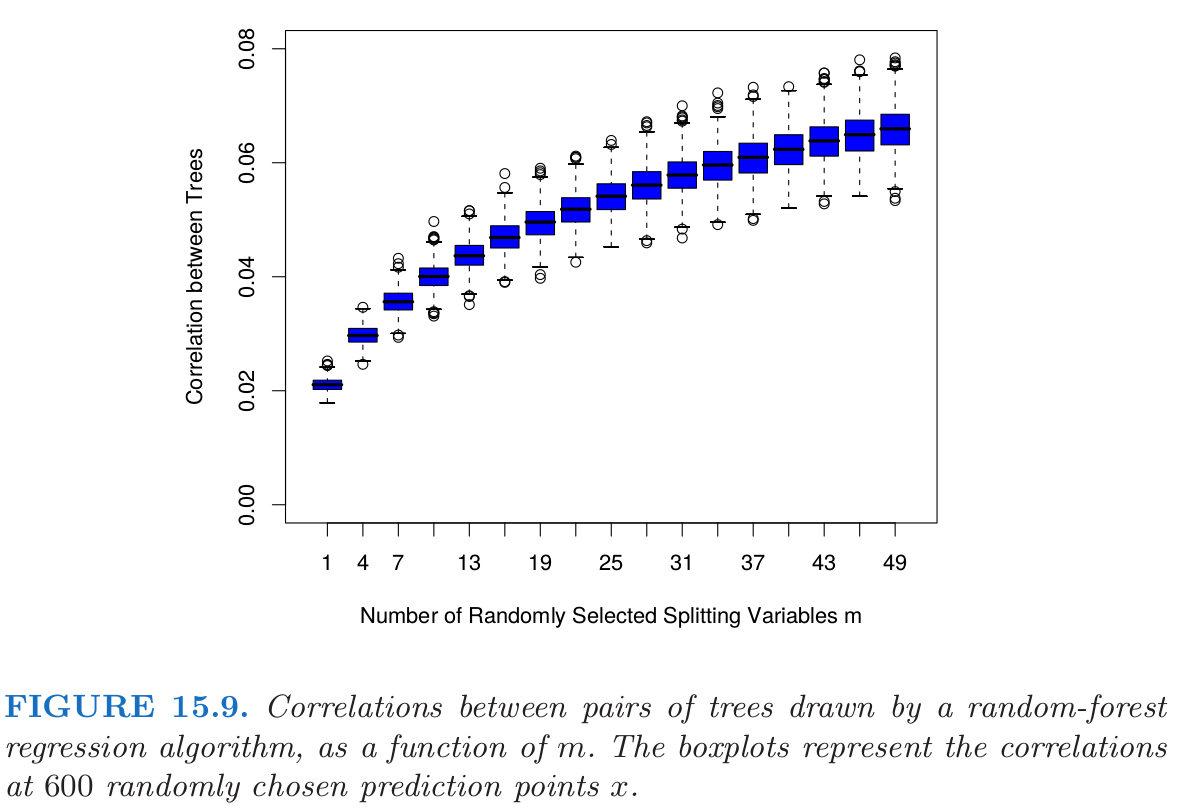 0.08
0.06
0.04
0.02
0.00
Correlation between Trees
1 4 7 13 19 25 31 37 43 49
Number of Randomly Selected Splitting Variables m
FIGURE 15.9. Correlations between pairs of trees drawn by a random-forest
regression algorithm, as a function of m. The boxplots represent the correlations
at 600 randomly chosen prediction points x.